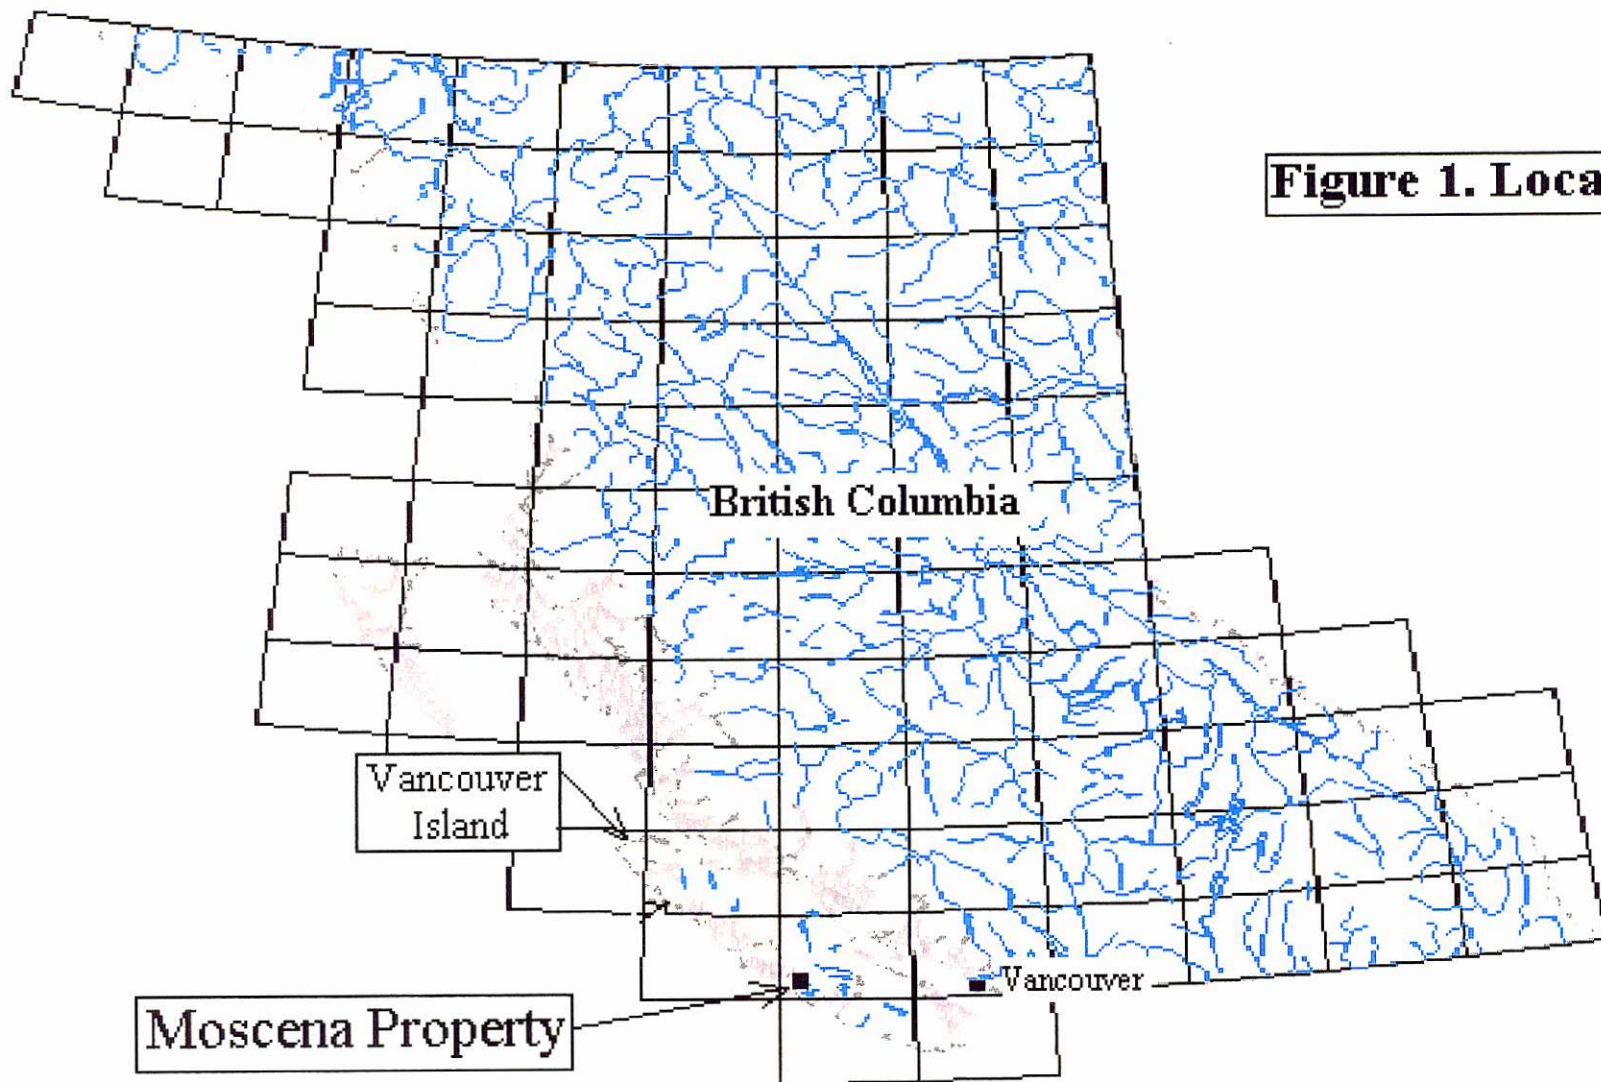 Figure 1. Loca
British Columbia
Vancouver
Island
Vancouver
Moscena Property